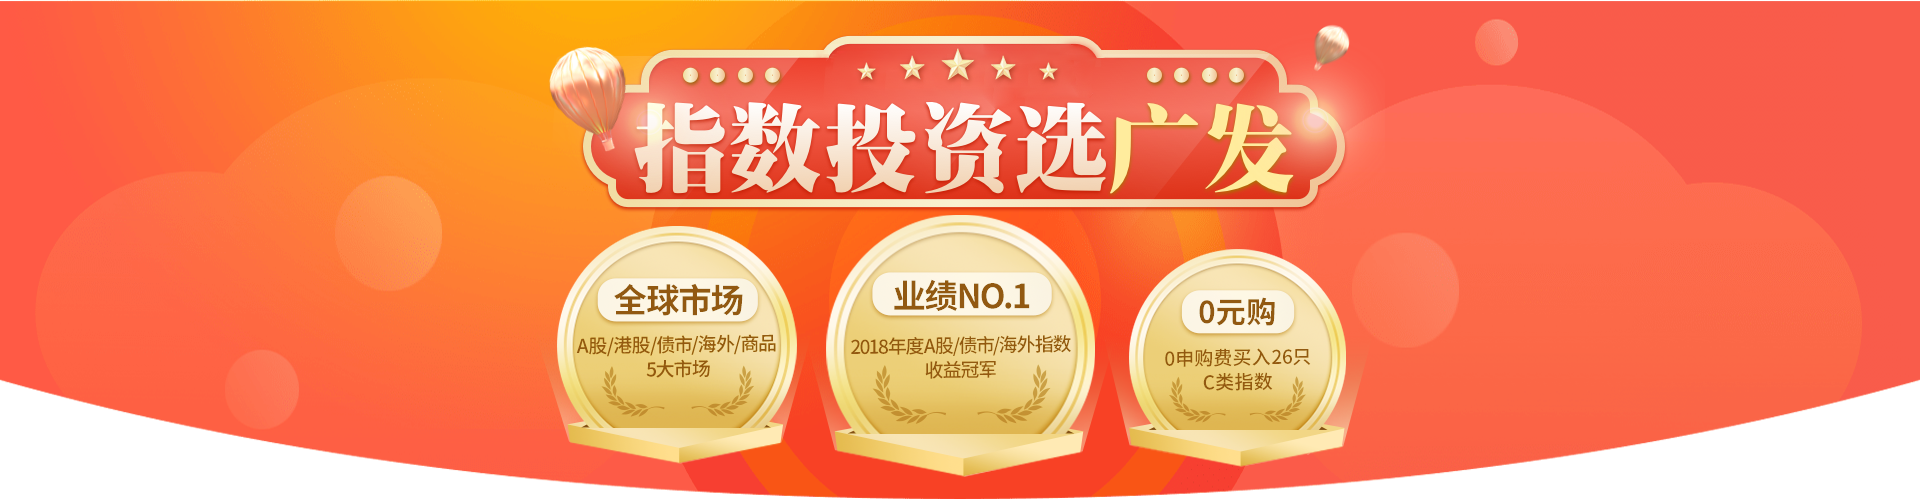 指数投资选广发
全球市场
A股/港股/债市/海外/商品
5大市场
业绩NO.1
2018年度A股/债市/海外指数
收益冠军
0元购
0申购费买入26只
C类指数